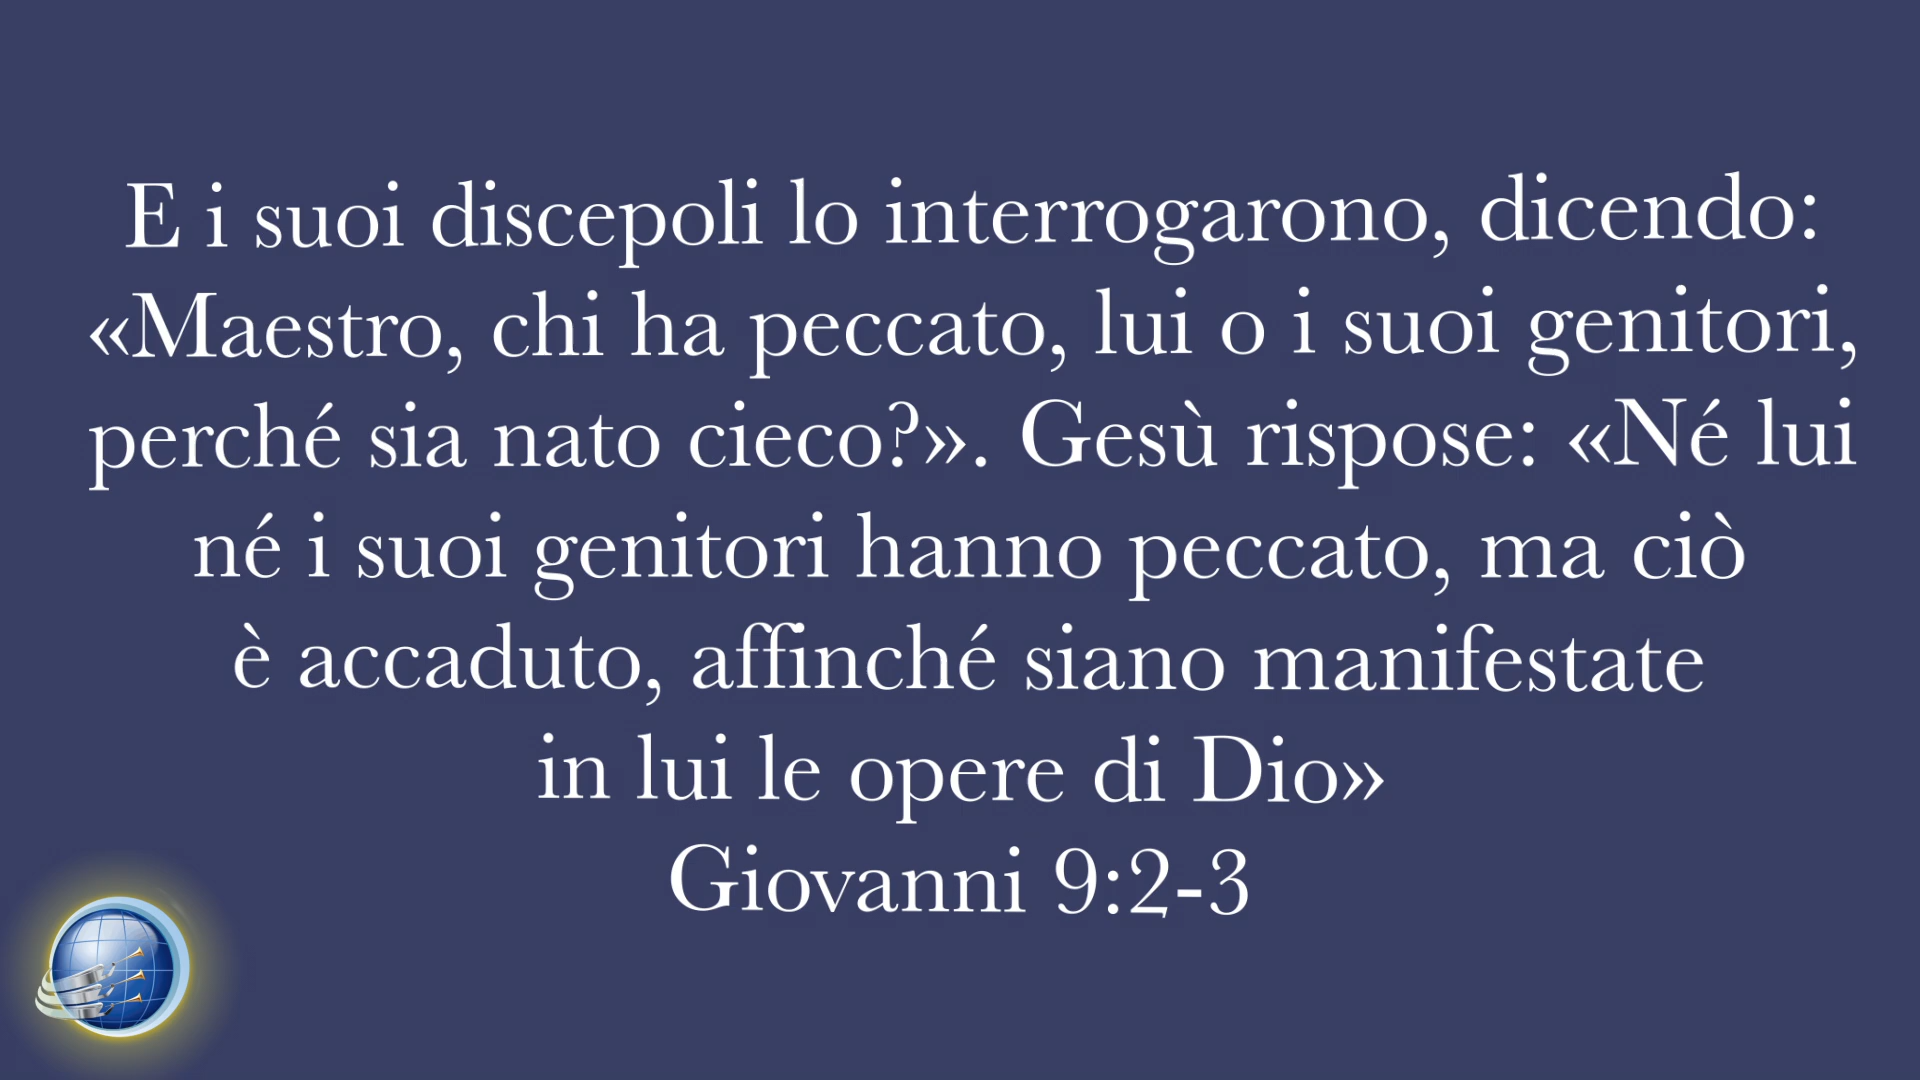 E i suoi discepoli lo interrogarono, dicendo:
«Maestro, chi ha peccato, lui o i suoi genitori,
perché sia nato cieco?». Gesù rispose: «Né lui
né i suoi genitori hanno peccato, ma ciò
è accaduto, affinché siano manifestate
in lui le opere di Dio»
Giovanni 9:2-3